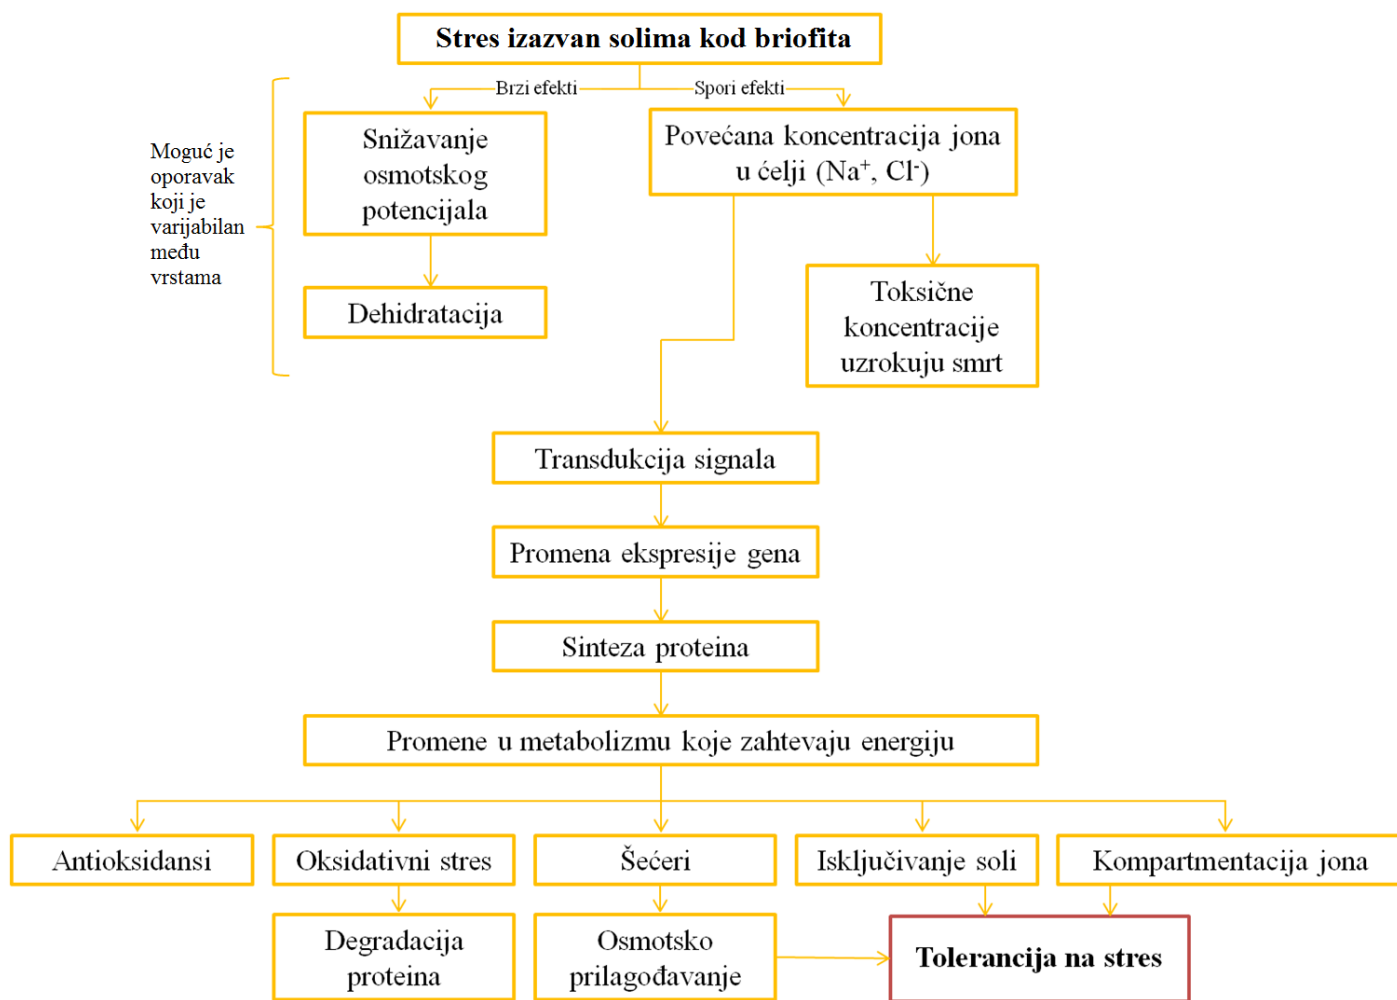 Stres izazvan solima kod briofita
Brzi efekti
Spori efekti
Moguć je
oporavak
koji je
varijabilan
među
vrstama
Snižavanje
osmotskog
potencijala
Povećana koncentracija jona
u ćelji (Na⁺, Cl⁻)
Dehidratacija
Toksične
koncentracije
uzrokuju smrt
Transdukcija signala
Promena ekspresije gena
Sinteza proteina
Promene u metabolizmu koje zahtevaju energiju
Antioksidansi
Oksidativni stres
Šećeri
Isključivanje soli
Kompartmentacija jona
Degradacija
proteina
Osmotsko
prilagođavanje
Tolerancija na stres